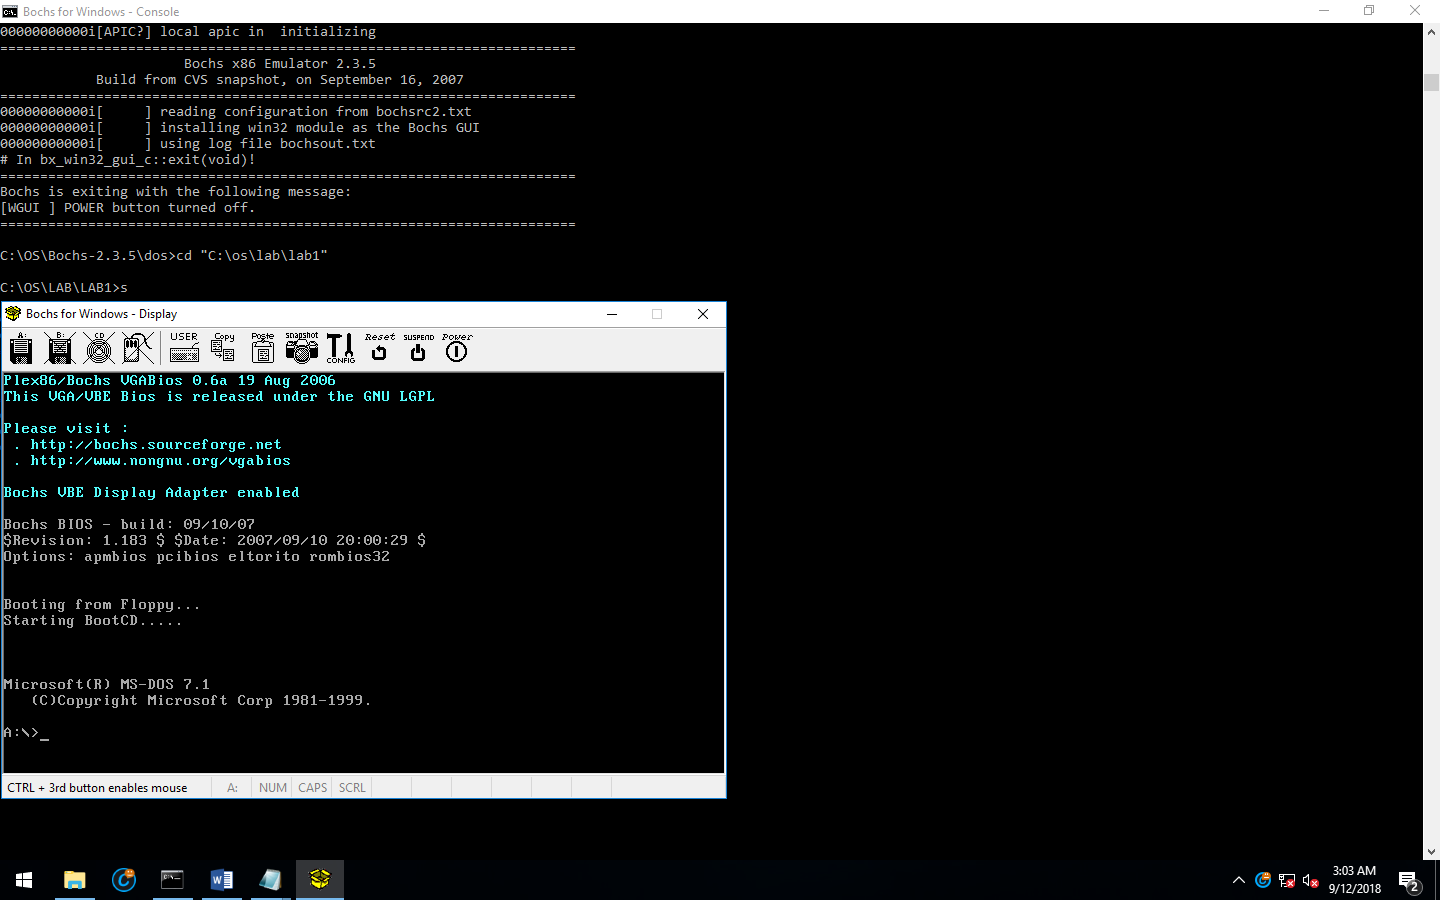 Bochs for Windows - Console
00000000000i[APIC?] local apic in  initializing
========================================================================
Bochs x86 Emulator 2.3.5
Build from CVS snapshot, on September 16, 2007
========================================================================
00000000000i[     ] reading configuration from bochsrc2.txt
00000000000i[     ] installing win32 module as the Bochs GUI
00000000000i[     ] using log file bochsout.txt
# In bx_win32_gui_c::exit(void)!
========================================================================
Bochs is exiting with the following message:
[WGUI ] POWER button turned off.
========================================================================
C:\OS\Bochs-2.3.5\dos>cd "C:\os\lab\lab1"
C:\OS\LAB\LAB1>s
Bochs for Windows - Display
A: B: CD USER Copy Paste snapshot CONFIG Reset SUSPEND Power
Plex86/Bochs VGABios 0.6a 19 Aug 2006
This VGA/VBE Bios is released under the GNU LGPL
Please visit :
. http://bochs.sourceforge.net
. http://www.nongnu.org/vgabios
Bochs VBE Display Adapter enabled
Bochs BIOS - build: 09/10/07
$Revision: 1.183 $ $Date: 2007/09/10 20:00:29 $
Options: apmbios pcibios eltorito rombios32
Booting from Floppy...
Starting BootCD.....
Microsoft(R) MS-DOS 7.1
(C)Copyright Microsoft Corp 1981-1999.
A:\>_
CTRL + 3rd button enables mouse A: NUM CAPS SCRL
3:03 AM
9/12/2018
2